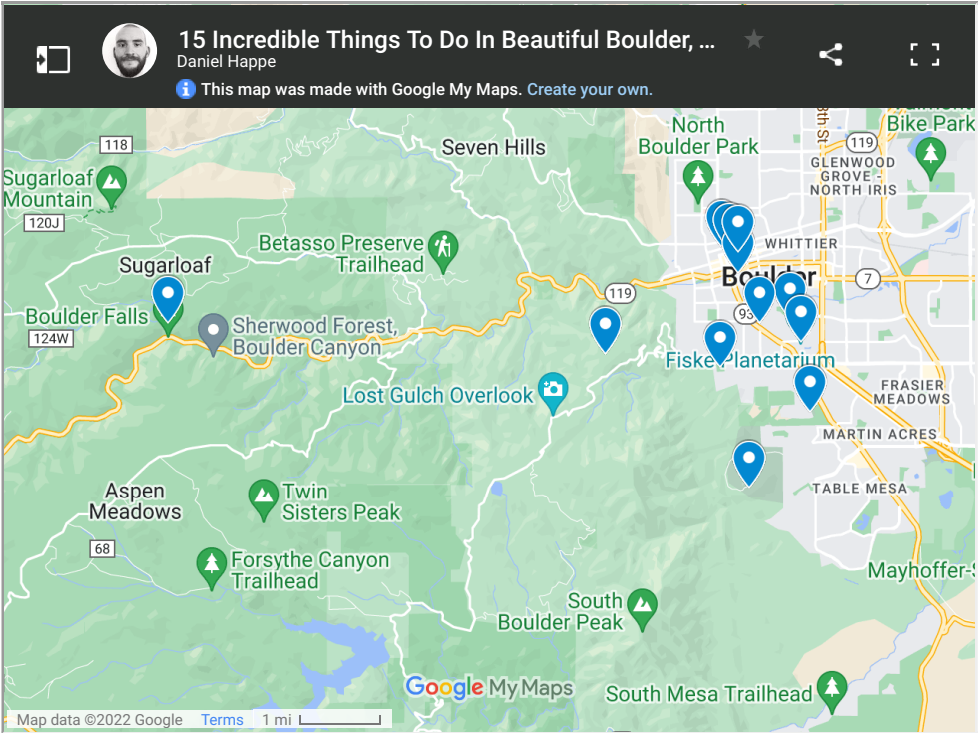 15 Incredible Things To Do In Beautiful Boulder, ...
Daniel Happe
This map was made with Google My Maps. Create your own.
Bike Park
118
Seven Hills
North
Boulder Park
119
GLENWOOD
GROVE -
NORTH IRIS
Sugarloaf
Mountain
120J
Betasso Preserve
Trailhead
WHITTIER
Sugarloaf
Boulder
7
119
Boulder Falls
93
124W
Sherwood Forest,
Boulder Canyon
Fiske Planetarium
Lost Gulch Overlook
FRASIER
MEADOWS
MARTIN ACRES
Aspen
Meadows
Twin
Sisters Peak
TABLE MESA
68
Forsythe Canyon
Trailhead
Mayhoffer-S
South
Boulder Peak
Google My Maps
South Mesa Trailhead
Map data ©2022 Google Terms 1 mi